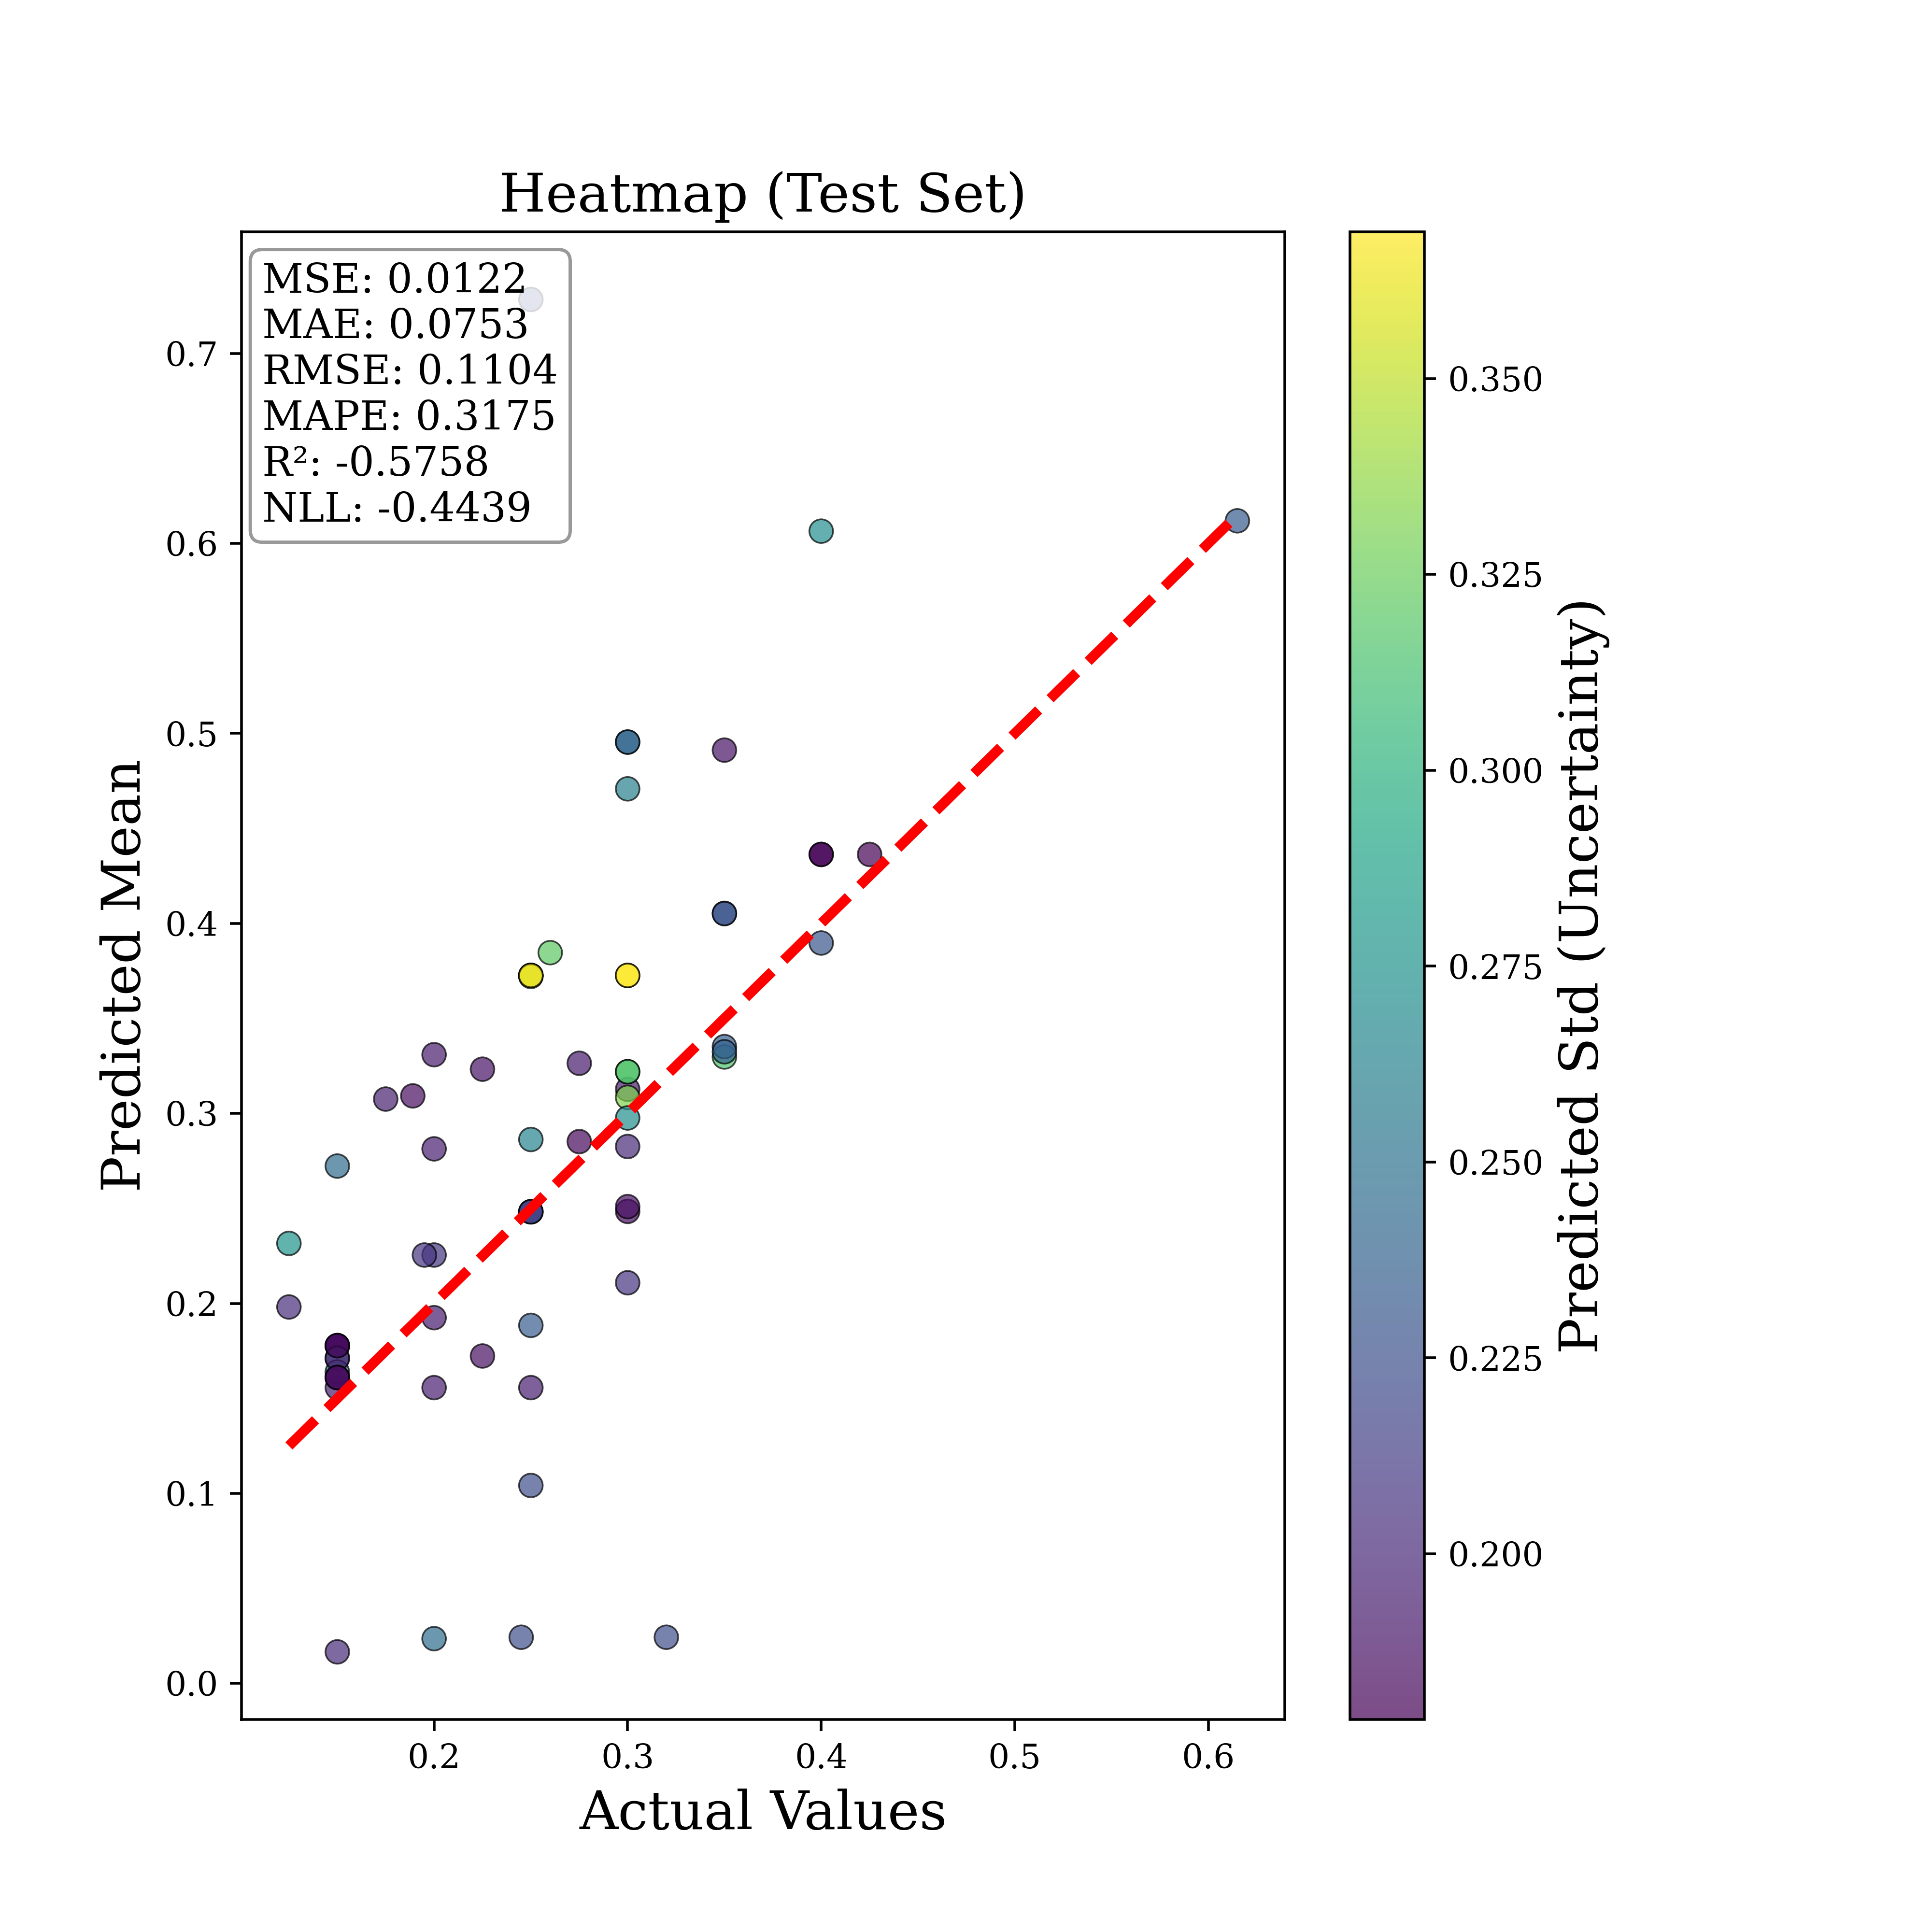 Heatmap (Test Set)
MSE: 0.0122
MAE: 0.0753
RMSE: 0.1104
MAPE: 0.3175
R²: -0.5758
NLL: -0.4439
Predicted Mean
0.7
0.6
0.5
0.4
0.3
0.2
0.1
0.0
0.2 0.3 0.4 0.5 0.6
Actual Values
0.350
0.325
0.300
0.275
0.250
0.225
0.200
Predicted Std (Uncertainty)